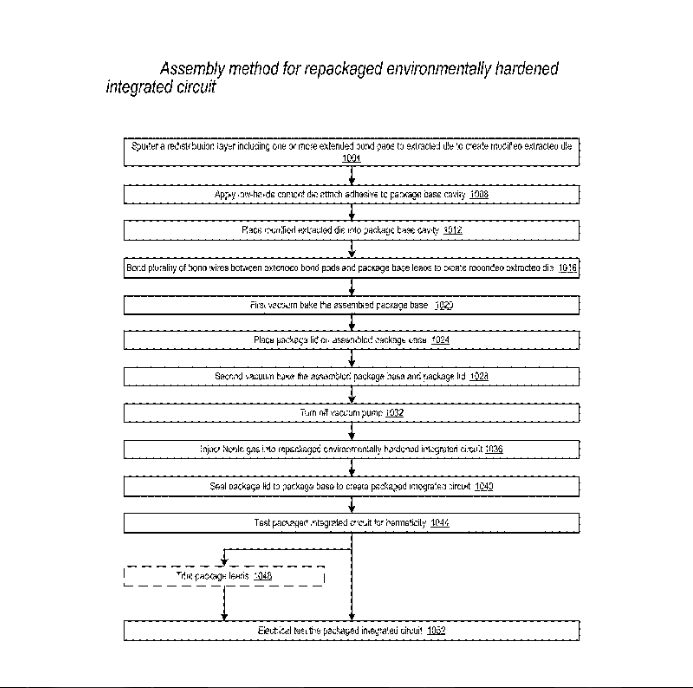 Assembly method for repackaged environmentally hardened
integrated circuit
Sputter a redistribution layer including one or more extended bond pads to extracted die to create modified extracted die
1004
Apply low-halide content die attach adhesive to package base cavity 1008
Place modified extracted die into package base cavity 1012
Bond plurality of bond wires between extended bond pads and package base leads to create rebonded extracted die 1016
First vacuum bake the assembled package base 1020
Place package lid on assembled package base 1024
Second vacuum bake the assembled package base and package lid 1028
Turn off vacuum pump 1032
Inject Noble gas into repackaged environmentally hardened integrated circuit 1036
Seal package lid to package base to create packaged integrated circuit 1040
Test packaged integrated circuit for hermeticity 1044
Trim package leads 1048
Electrical test the packaged integrated circuit 1052